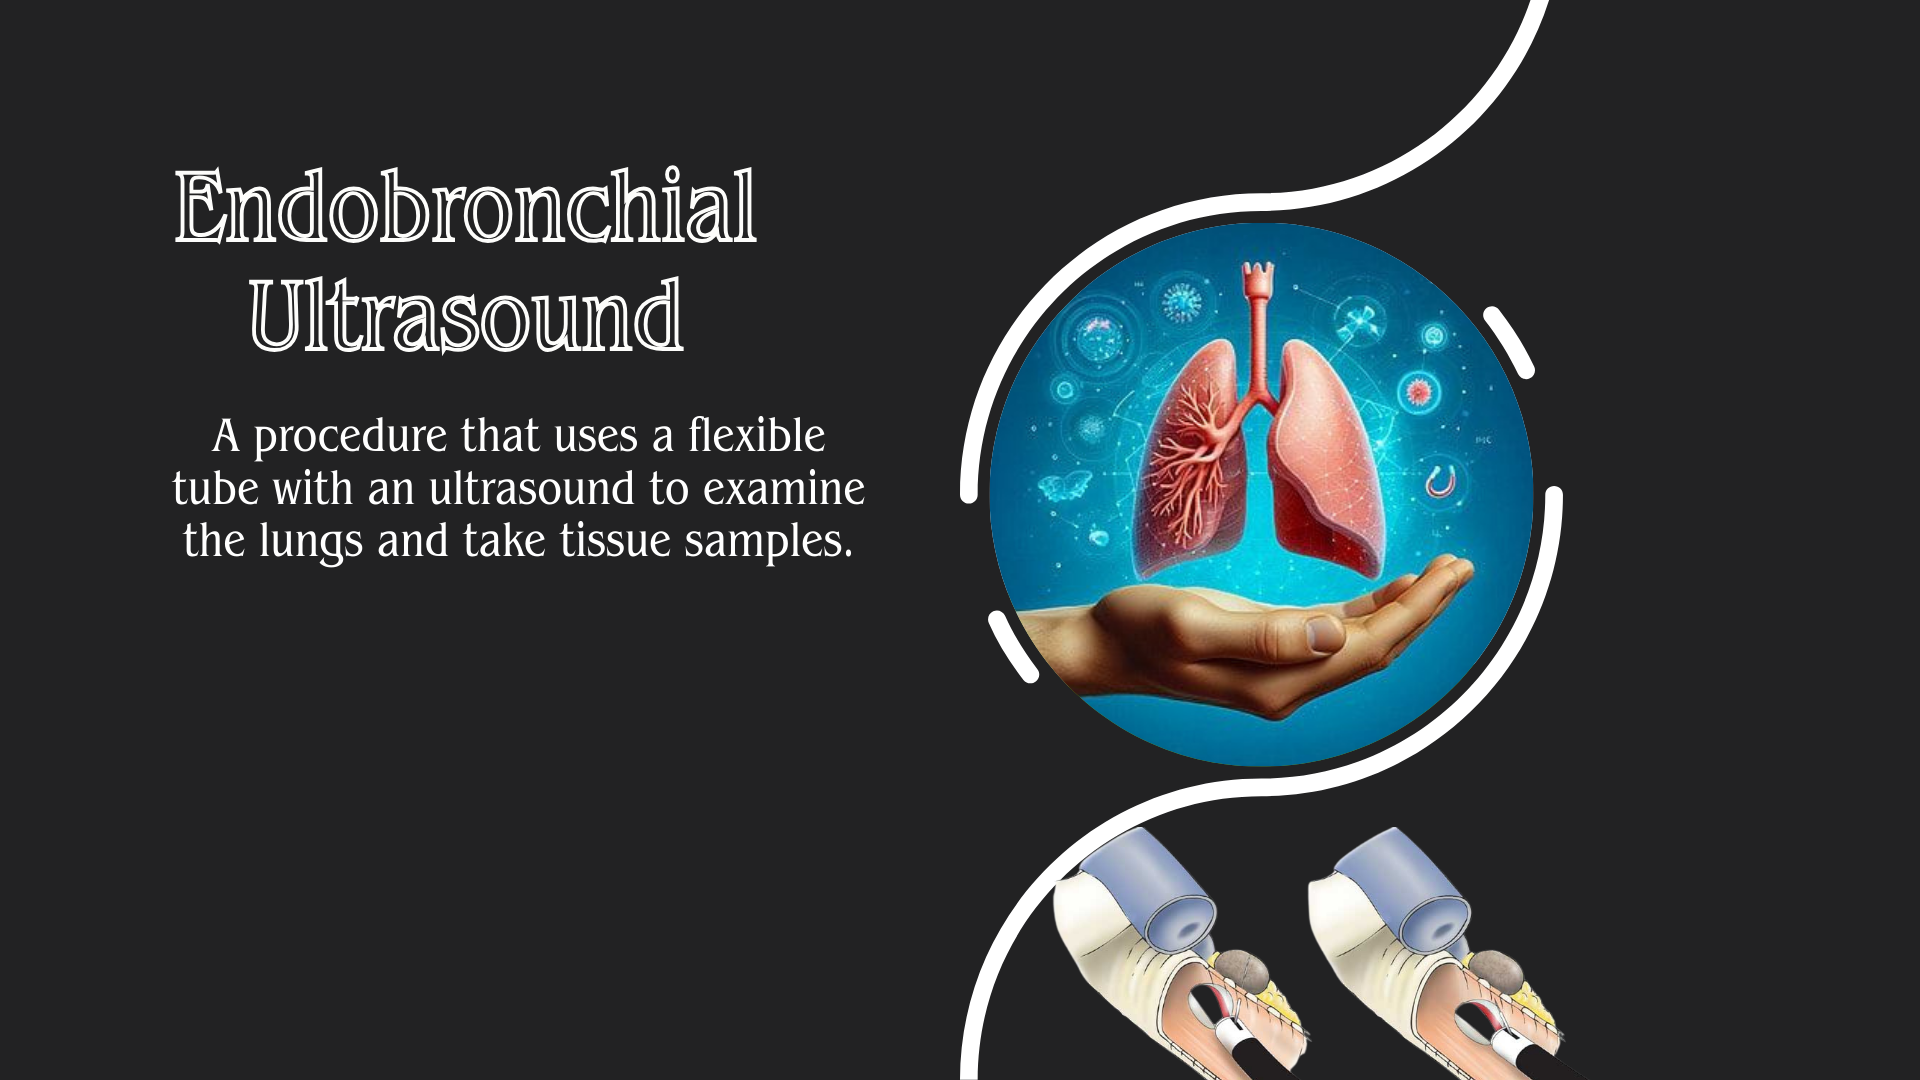 Endobronchial
Ultrasound
A procedure that uses a flexible
tube with an ultrasound to examine
the lungs and take tissue samples.